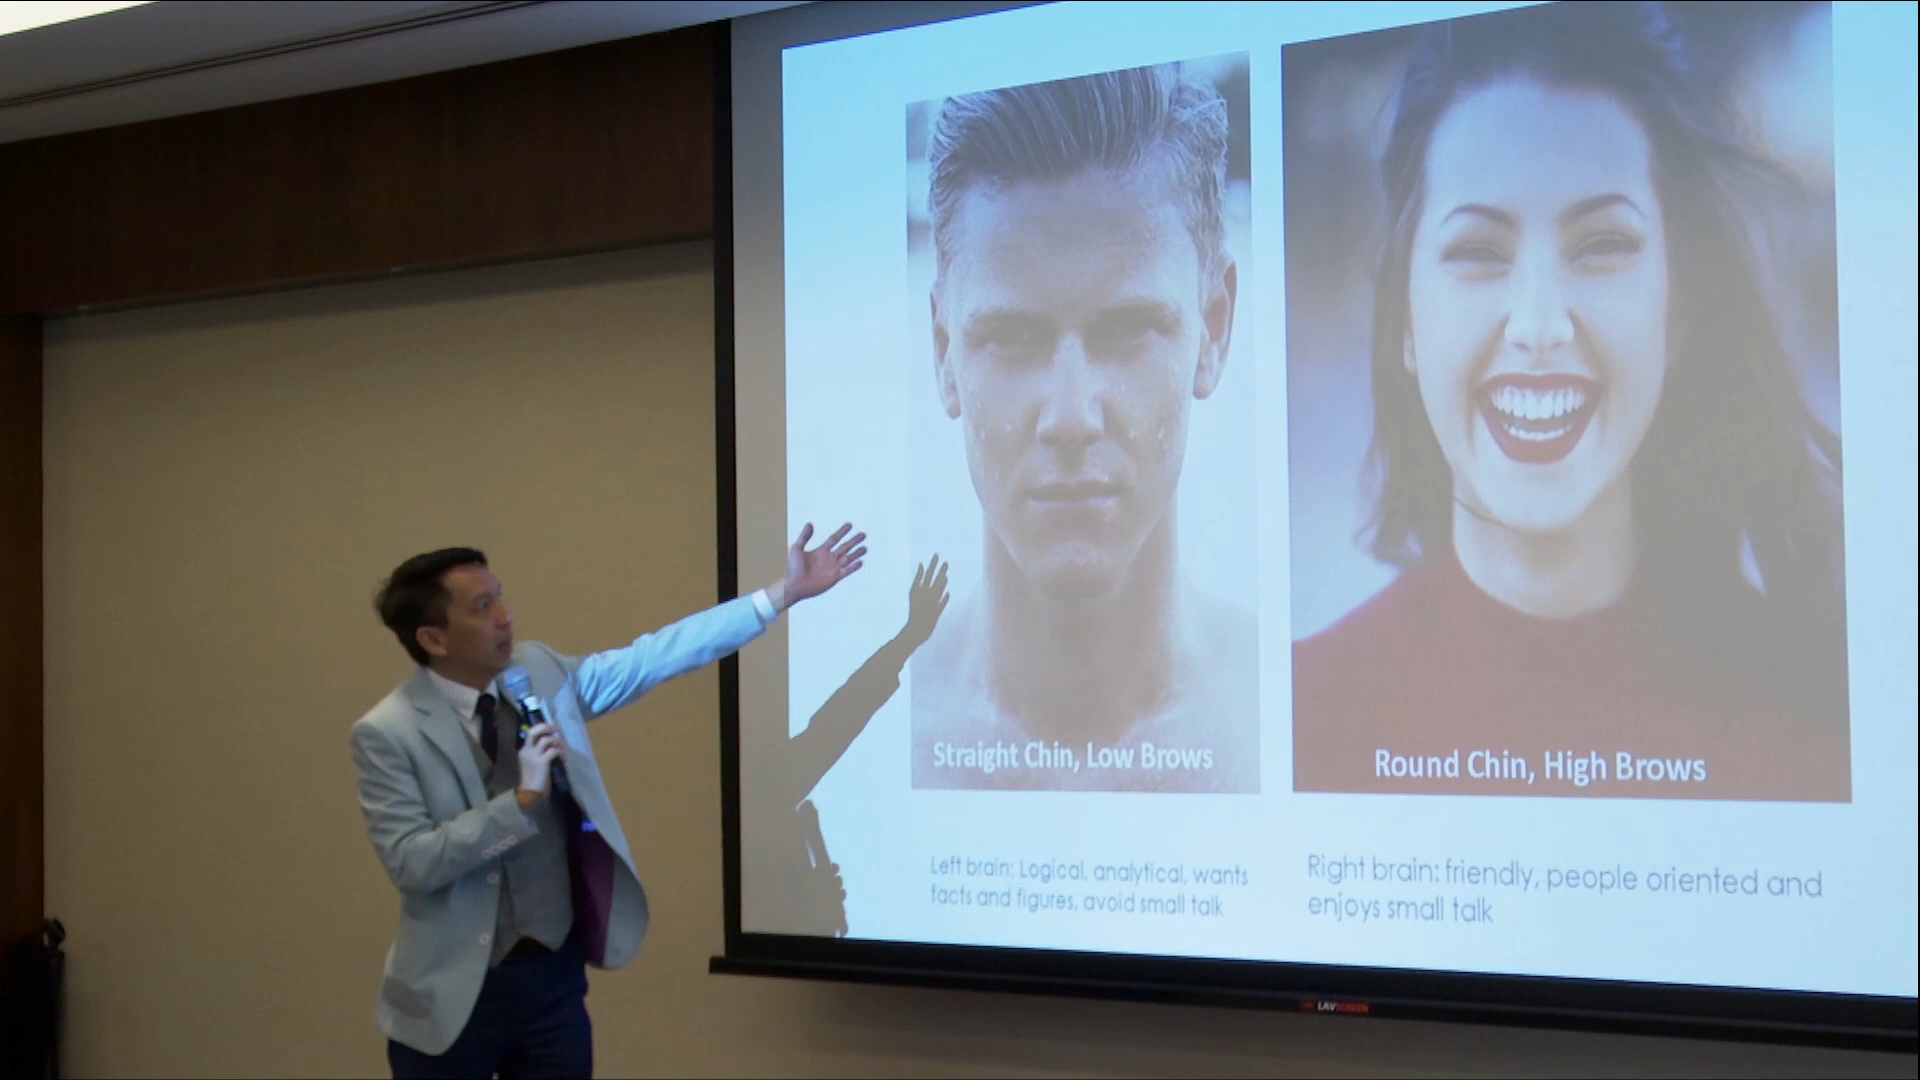 Straight Chin, Low Brows
Round Chin, High Brows
Left brain: Logical, analytical, wants
facts and figures, avoid small talk
Right brain: friendly, people oriented and
enjoys small talk
LAVSCREEN